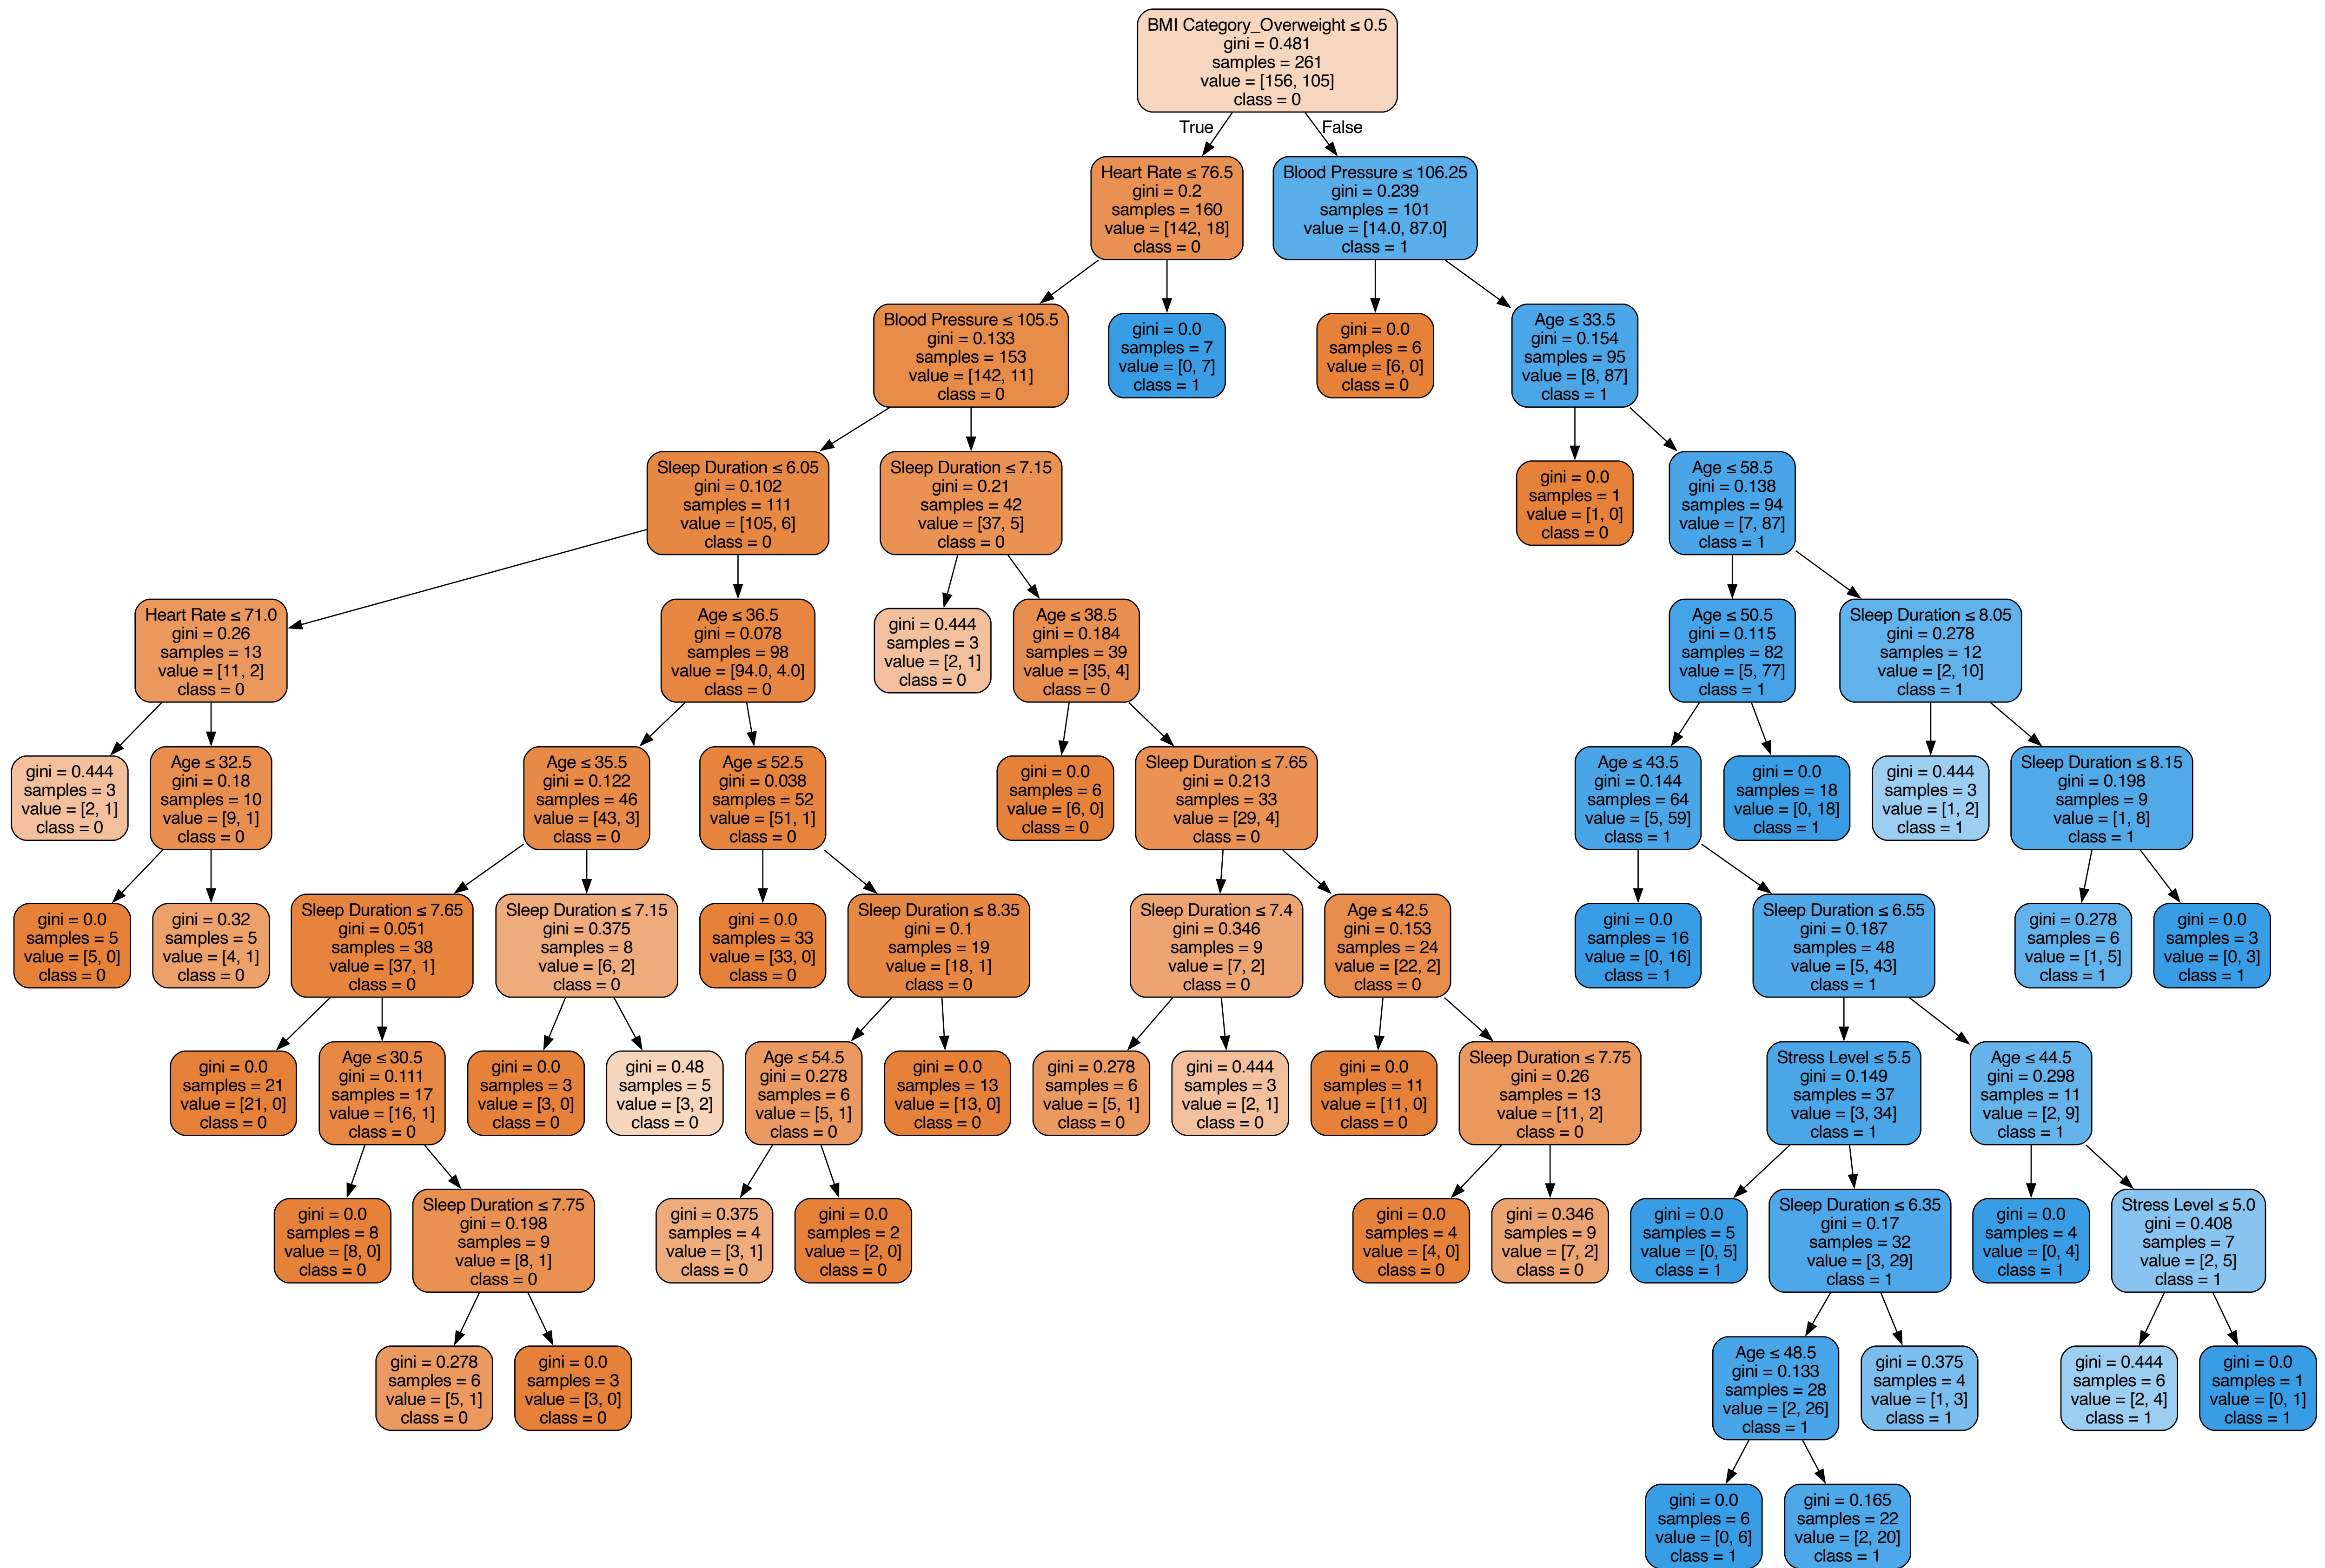 BMI Category_Overweight ≤ 0.5
gini = 0.481
samples = 261
value = [156, 105]
class = 0
True
False
Heart Rate ≤ 76.5
gini = 0.2
samples = 160
value = [142, 18]
class = 0
Blood Pressure ≤ 106.25
gini = 0.239
samples = 101
value = [14.0, 87.0]
class = 1
Blood Pressure ≤ 105.5
gini = 0.133
samples = 153
value = [142, 11]
class = 0
gini = 0.0
samples = 7
value = [0, 7]
class = 1
gini = 0.0
samples = 6
value = [6, 0]
class = 0
Age ≤ 33.5
gini = 0.154
samples = 95
value = [8, 87]
class = 1
Sleep Duration ≤ 6.05
gini = 0.102
samples = 111
value = [105, 6]
class = 0
Sleep Duration ≤ 7.15
gini = 0.21
samples = 42
value = [37, 5]
class = 0
gini = 0.0
samples = 1
value = [1, 0]
class = 0
Age ≤ 58.5
gini = 0.138
samples = 94
value = [7, 87]
class = 1
Heart Rate ≤ 71.0
gini = 0.26
samples = 13
value = [11, 2]
class = 0
Age ≤ 36.5
gini = 0.078
samples = 98
value = [94.0, 4.0]
class = 0
gini = 0.444
samples = 3
value = [2, 1]
class = 0
Age ≤ 38.5
gini = 0.184
samples = 39
value = [35, 4]
class = 0
Age ≤ 50.5
gini = 0.115
samples = 82
value = [5, 77]
class = 1
Sleep Duration ≤ 8.05
gini = 0.278
samples = 12
value = [2, 10]
class = 1
gini = 0.444
samples = 3
value = [2, 1]
class = 0
Age ≤ 32.5
gini = 0.18
samples = 10
value = [9, 1]
class = 0
Age ≤ 35.5
gini = 0.122
samples = 46
value = [43, 3]
class = 0
Age ≤ 52.5
gini = 0.038
samples = 52
value = [51, 1]
class = 0
gini = 0.0
samples = 6
value = [6, 0]
class = 0
Sleep Duration ≤ 7.65
gini = 0.213
samples = 33
value = [29, 4]
class = 0
Age ≤ 43.5
gini = 0.144
samples = 64
value = [5, 59]
class = 1
gini = 0.0
samples = 18
value = [0, 18]
class = 1
gini = 0.444
samples = 3
value = [1, 2]
class = 1
Sleep Duration ≤ 8.15
gini = 0.198
samples = 9
value = [1, 8]
class = 1
gini = 0.0
samples = 5
value = [5, 0]
class = 0
gini = 0.32
samples = 5
value = [4, 1]
class = 0
Sleep Duration ≤ 7.65
gini = 0.051
samples = 38
value = [37, 1]
class = 0
Sleep Duration ≤ 7.15
gini = 0.375
samples = 8
value = [6, 2]
class = 0
gini = 0.0
samples = 33
value = [33, 0]
class = 0
Sleep Duration ≤ 8.35
gini = 0.1
samples = 19
value = [18, 1]
class = 0
Sleep Duration ≤ 7.4
gini = 0.346
samples = 9
value = [7, 2]
class = 0
Age ≤ 42.5
gini = 0.153
samples = 24
value = [22, 2]
class = 0
gini = 0.0
samples = 16
value = [0, 16]
class = 1
Sleep Duration ≤ 6.55
gini = 0.187
samples = 48
value = [5, 43]
class = 1
gini = 0.278
samples = 6
value = [1, 5]
class = 1
gini = 0.0
samples = 3
value = [0, 3]
class = 1
gini = 0.0
samples = 21
value = [21, 0]
class = 0
Age ≤ 30.5
gini = 0.111
samples = 17
value = [16, 1]
class = 0
gini = 0.0
samples = 3
value = [3, 0]
class = 0
gini = 0.48
samples = 5
value = [3, 2]
class = 0
Age ≤ 54.5
gini = 0.278
samples = 6
value = [5, 1]
class = 0
gini = 0.0
samples = 13
value = [13, 0]
class = 0
gini = 0.278
samples = 6
value = [5, 1]
class = 0
gini = 0.444
samples = 3
value = [2, 1]
class = 0
gini = 0.0
samples = 11
value = [11, 0]
class = 0
Sleep Duration ≤ 7.75
gini = 0.26
samples = 13
value = [11, 2]
class = 0
Stress Level ≤ 5.5
gini = 0.149
samples = 37
value = [3, 34]
class = 1
Age ≤ 44.5
gini = 0.298
samples = 11
value = [2, 9]
class = 1
gini = 0.0
samples = 8
value = [8, 0]
class = 0
Sleep Duration ≤ 7.75
gini = 0.198
samples = 9
value = [8, 1]
class = 0
gini = 0.375
samples = 4
value = [3, 1]
class = 0
gini = 0.0
samples = 2
value = [2, 0]
class = 0
gini = 0.0
samples = 4
value = [4, 0]
class = 0
gini = 0.346
samples = 9
value = [7, 2]
class = 0
gini = 0.0
samples = 5
value = [0, 5]
class = 1
Sleep Duration ≤ 6.35
gini = 0.17
samples = 32
value = [3, 29]
class = 1
gini = 0.0
samples = 4
value = [0, 4]
class = 1
Stress Level ≤ 5.0
gini = 0.408
samples = 7
value = [2, 5]
class = 1
gini = 0.278
samples = 6
value = [5, 1]
class = 0
gini = 0.0
samples = 3
value = [3, 0]
class = 0
Age ≤ 48.5
gini = 0.133
samples = 28
value = [2, 26]
class = 1
gini = 0.375
samples = 4
value = [1, 3]
class = 1
gini = 0.444
samples = 6
value = [2, 4]
class = 1
gini = 0.0
samples = 1
value = [0, 1]
class = 1
gini = 0.0
samples = 6
value = [0, 6]
class = 1
gini = 0.165
samples = 22
value = [2, 20]
class = 1